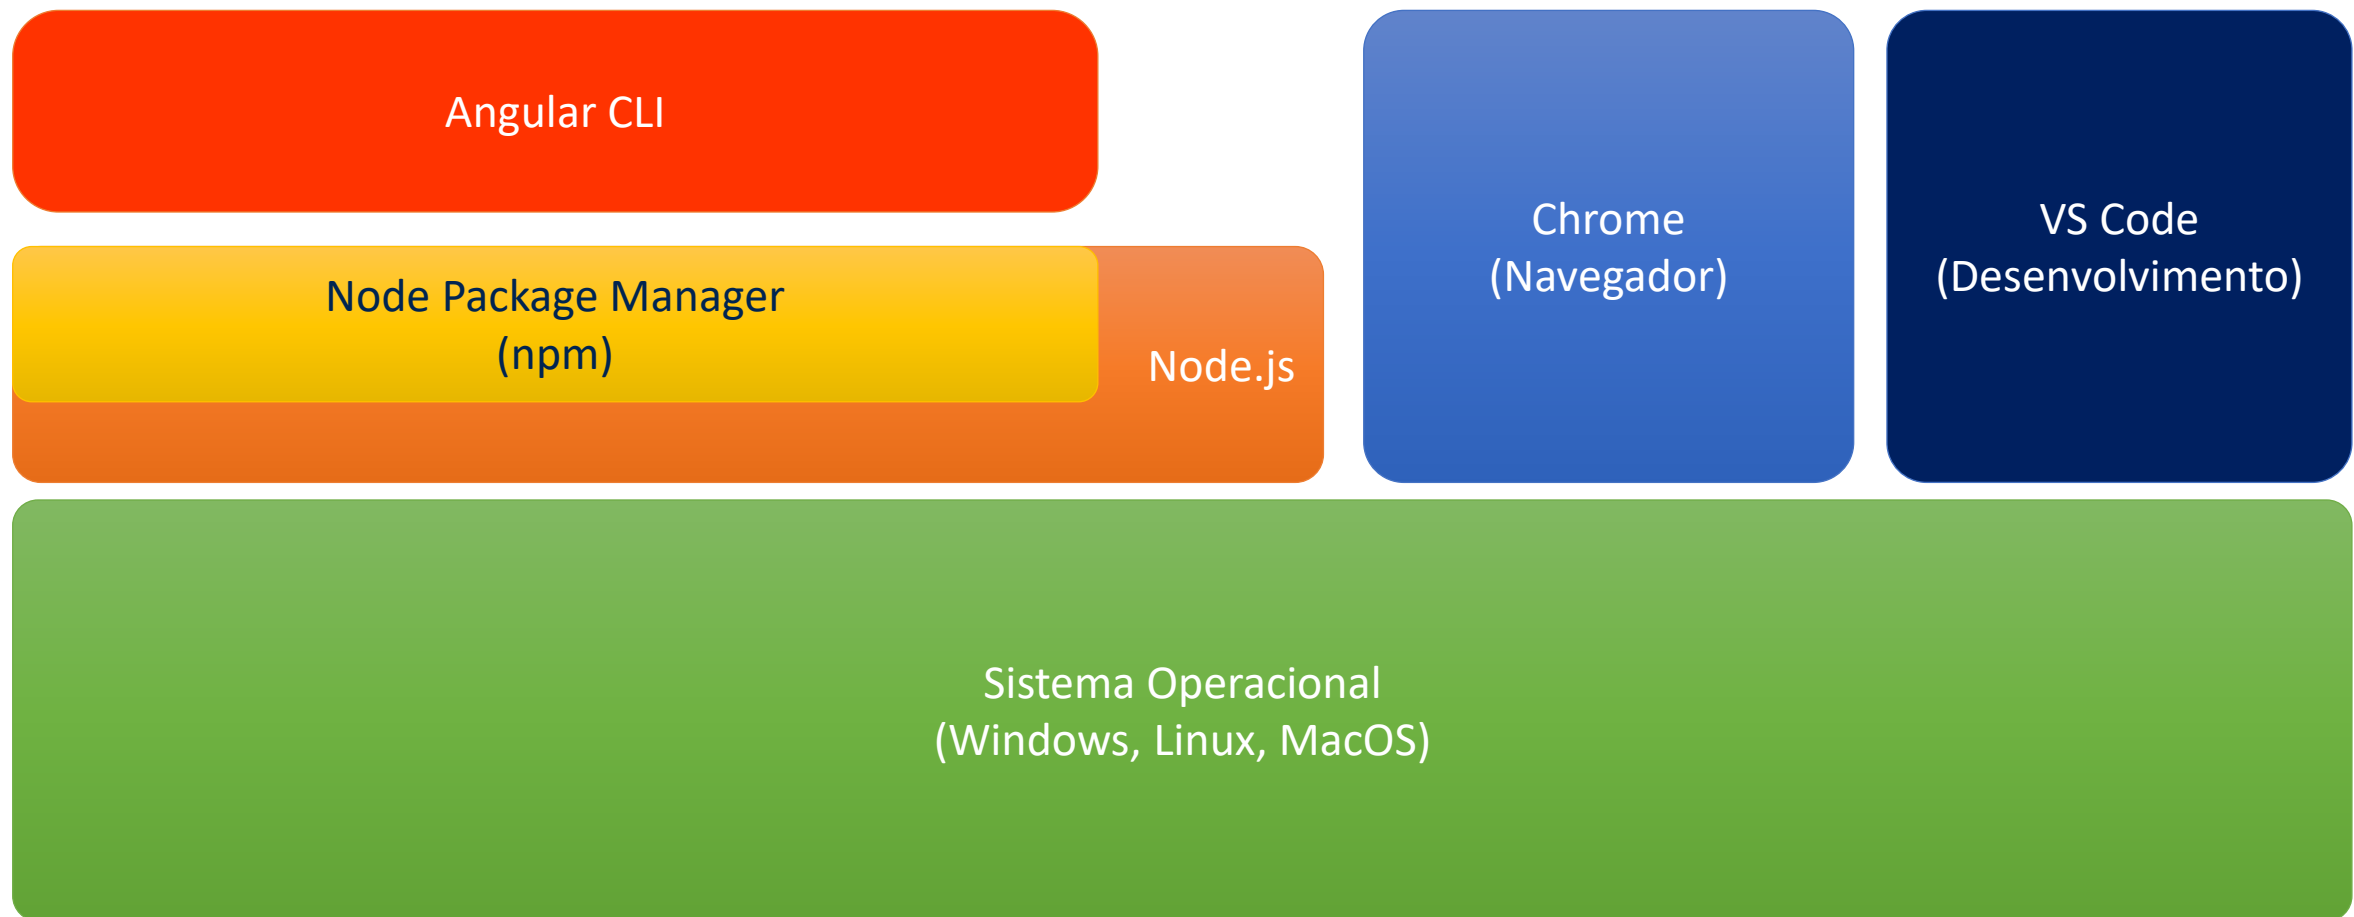 Angular CLI
Node Package Manager
(npm)
Node.js
Chrome
(Navegador)
VS Code
(Desenvolvimento)
Sistema Operacional
(Windows, Linux, MacOS)